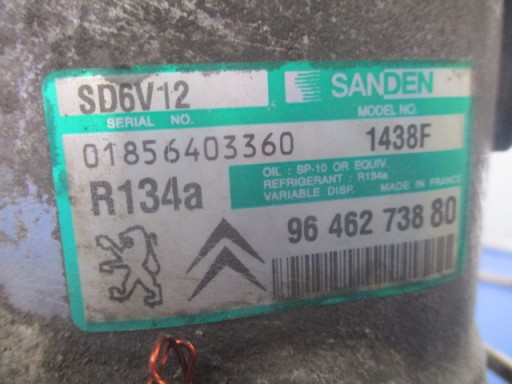 SD6V12
SANDEN
SERIAL NO.
MODEL NO.
01856403360
1438F
R134a
OIL : SP-10 OR EQUIV.
REFRIGERANT : R134a
VARIABLE DISP. MADE IN FRANCE
96 462 738 80